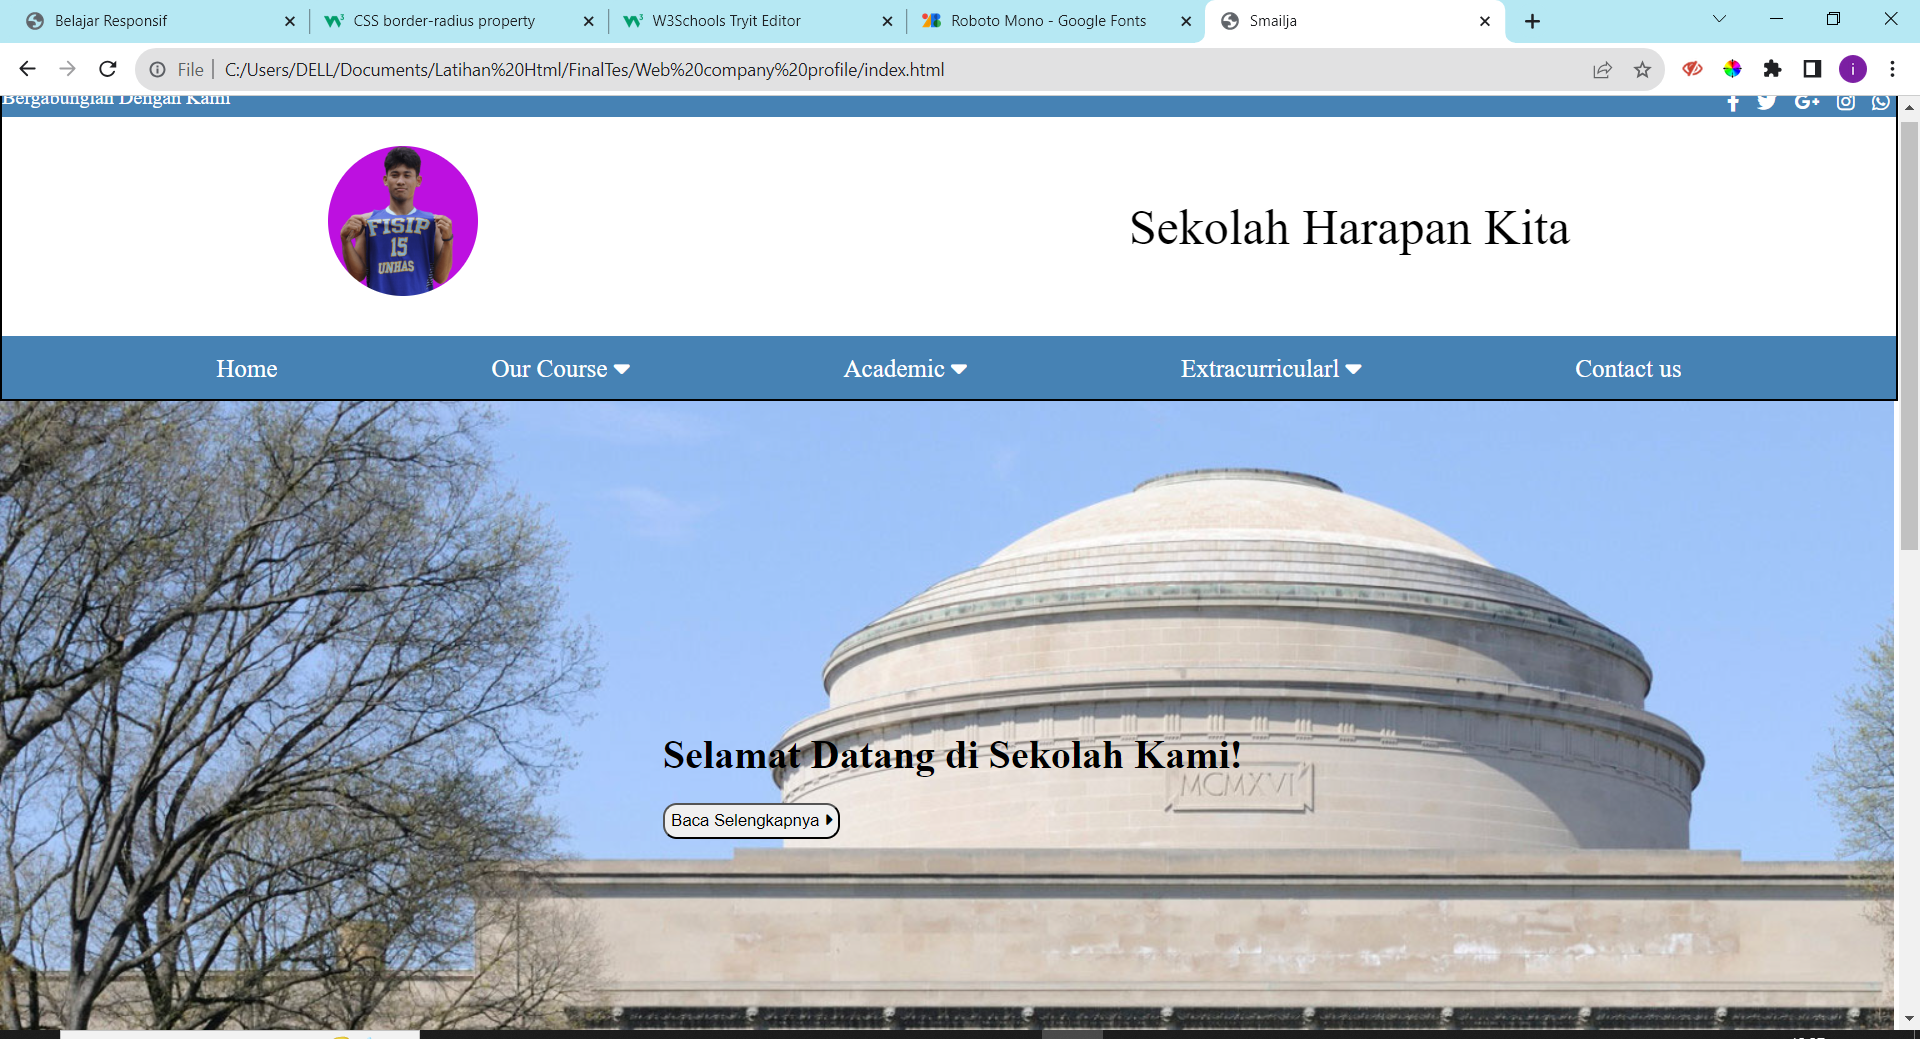 Belajar Responsif
CSS border-radius property
W3Schools Tryit Editor
Roboto Mono - Google Fonts
Smailja
File
C:/Users/DELL/Documents/Latihan%20Html/FinalTes/Web%20company%20profile/index.html
i
Bergabunglah Dengan Kami
FISIP
15
UNHAS
Sekolah Harapan Kita
Home
Our Course
Academic
Extracurricularl
Contact us
MCMXVI
Selamat Datang di Sekolah Kami!
Baca Selengkapnya